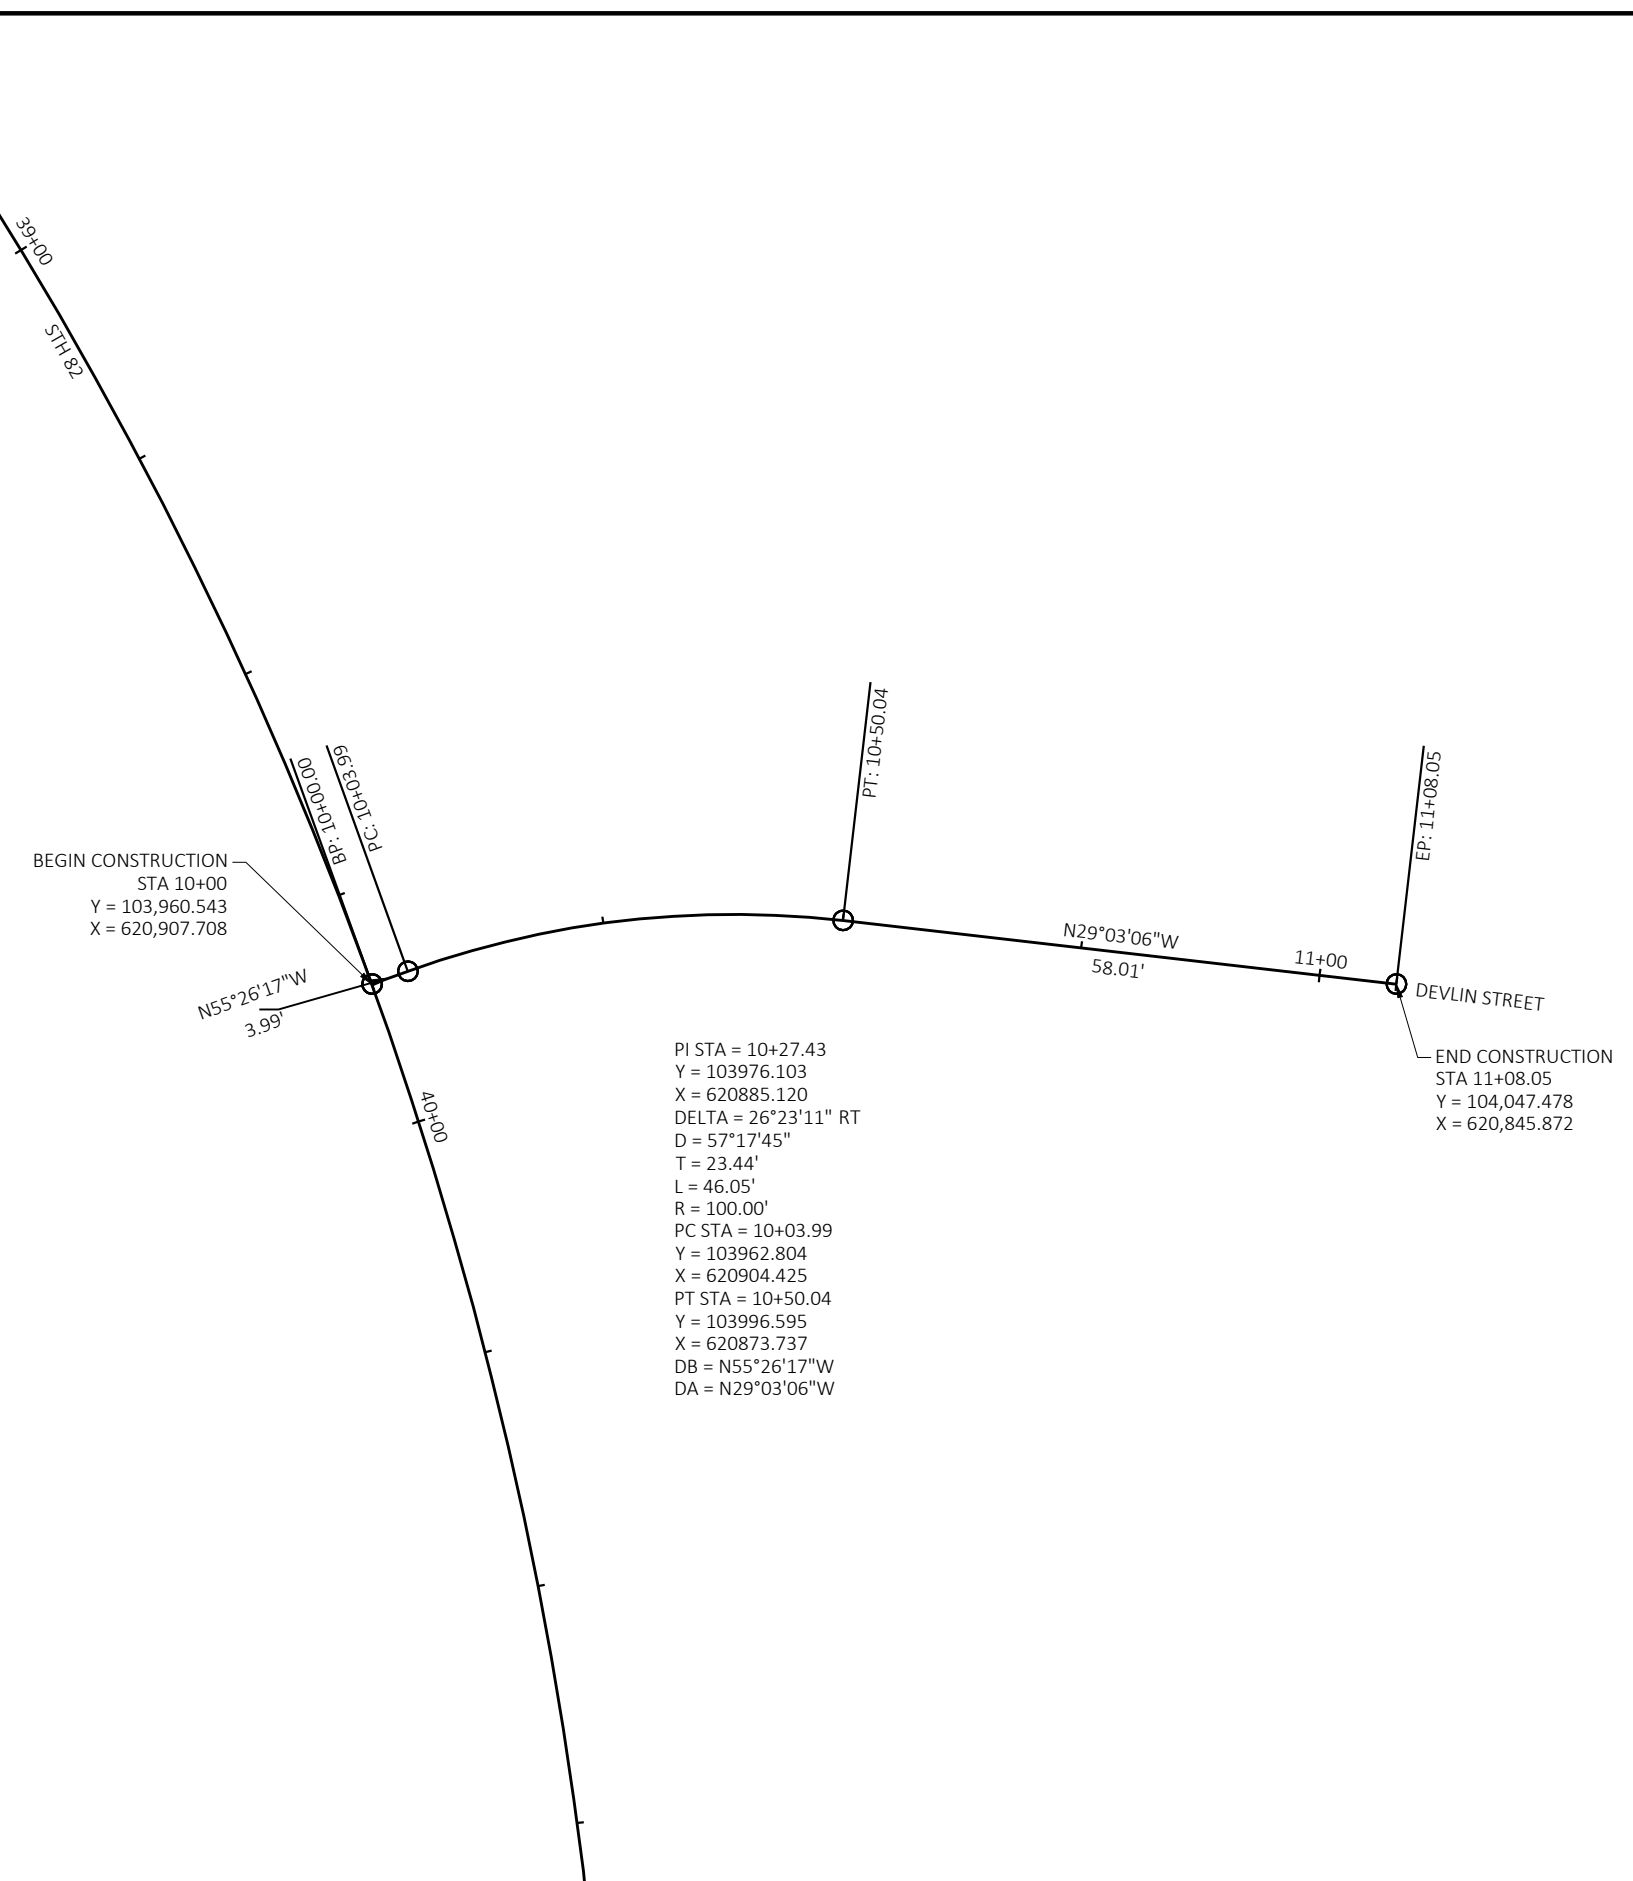 39+00
STH 82
BP: 10+00.00
PC: 10+03.99
PT: 10+50.04
EP: 11+08.05
BEGIN CONSTRUCTION
STA 10+00
Y = 103,960.543
X = 620,907.708
N55°26'17"W
3.99'
N29°03'06"W
58.01'
11+00
DEVLIN STREET
END CONSTRUCTION
STA 11+08.05
Y = 104,047.478
X = 620,845.872
40+00
PI STA = 10+27.43
Y = 103976.103
X = 620885.120
DELTA = 26°23'11" RT
D = 57°17'45"
T = 23.44'
L = 46.05'
R = 100.00'
PC STA = 10+03.99
Y = 103962.804
X = 620904.425
PT STA = 10+50.04
Y = 103996.595
X = 620873.737
DB = N55°26'17"W
DA = N29°03'06"W